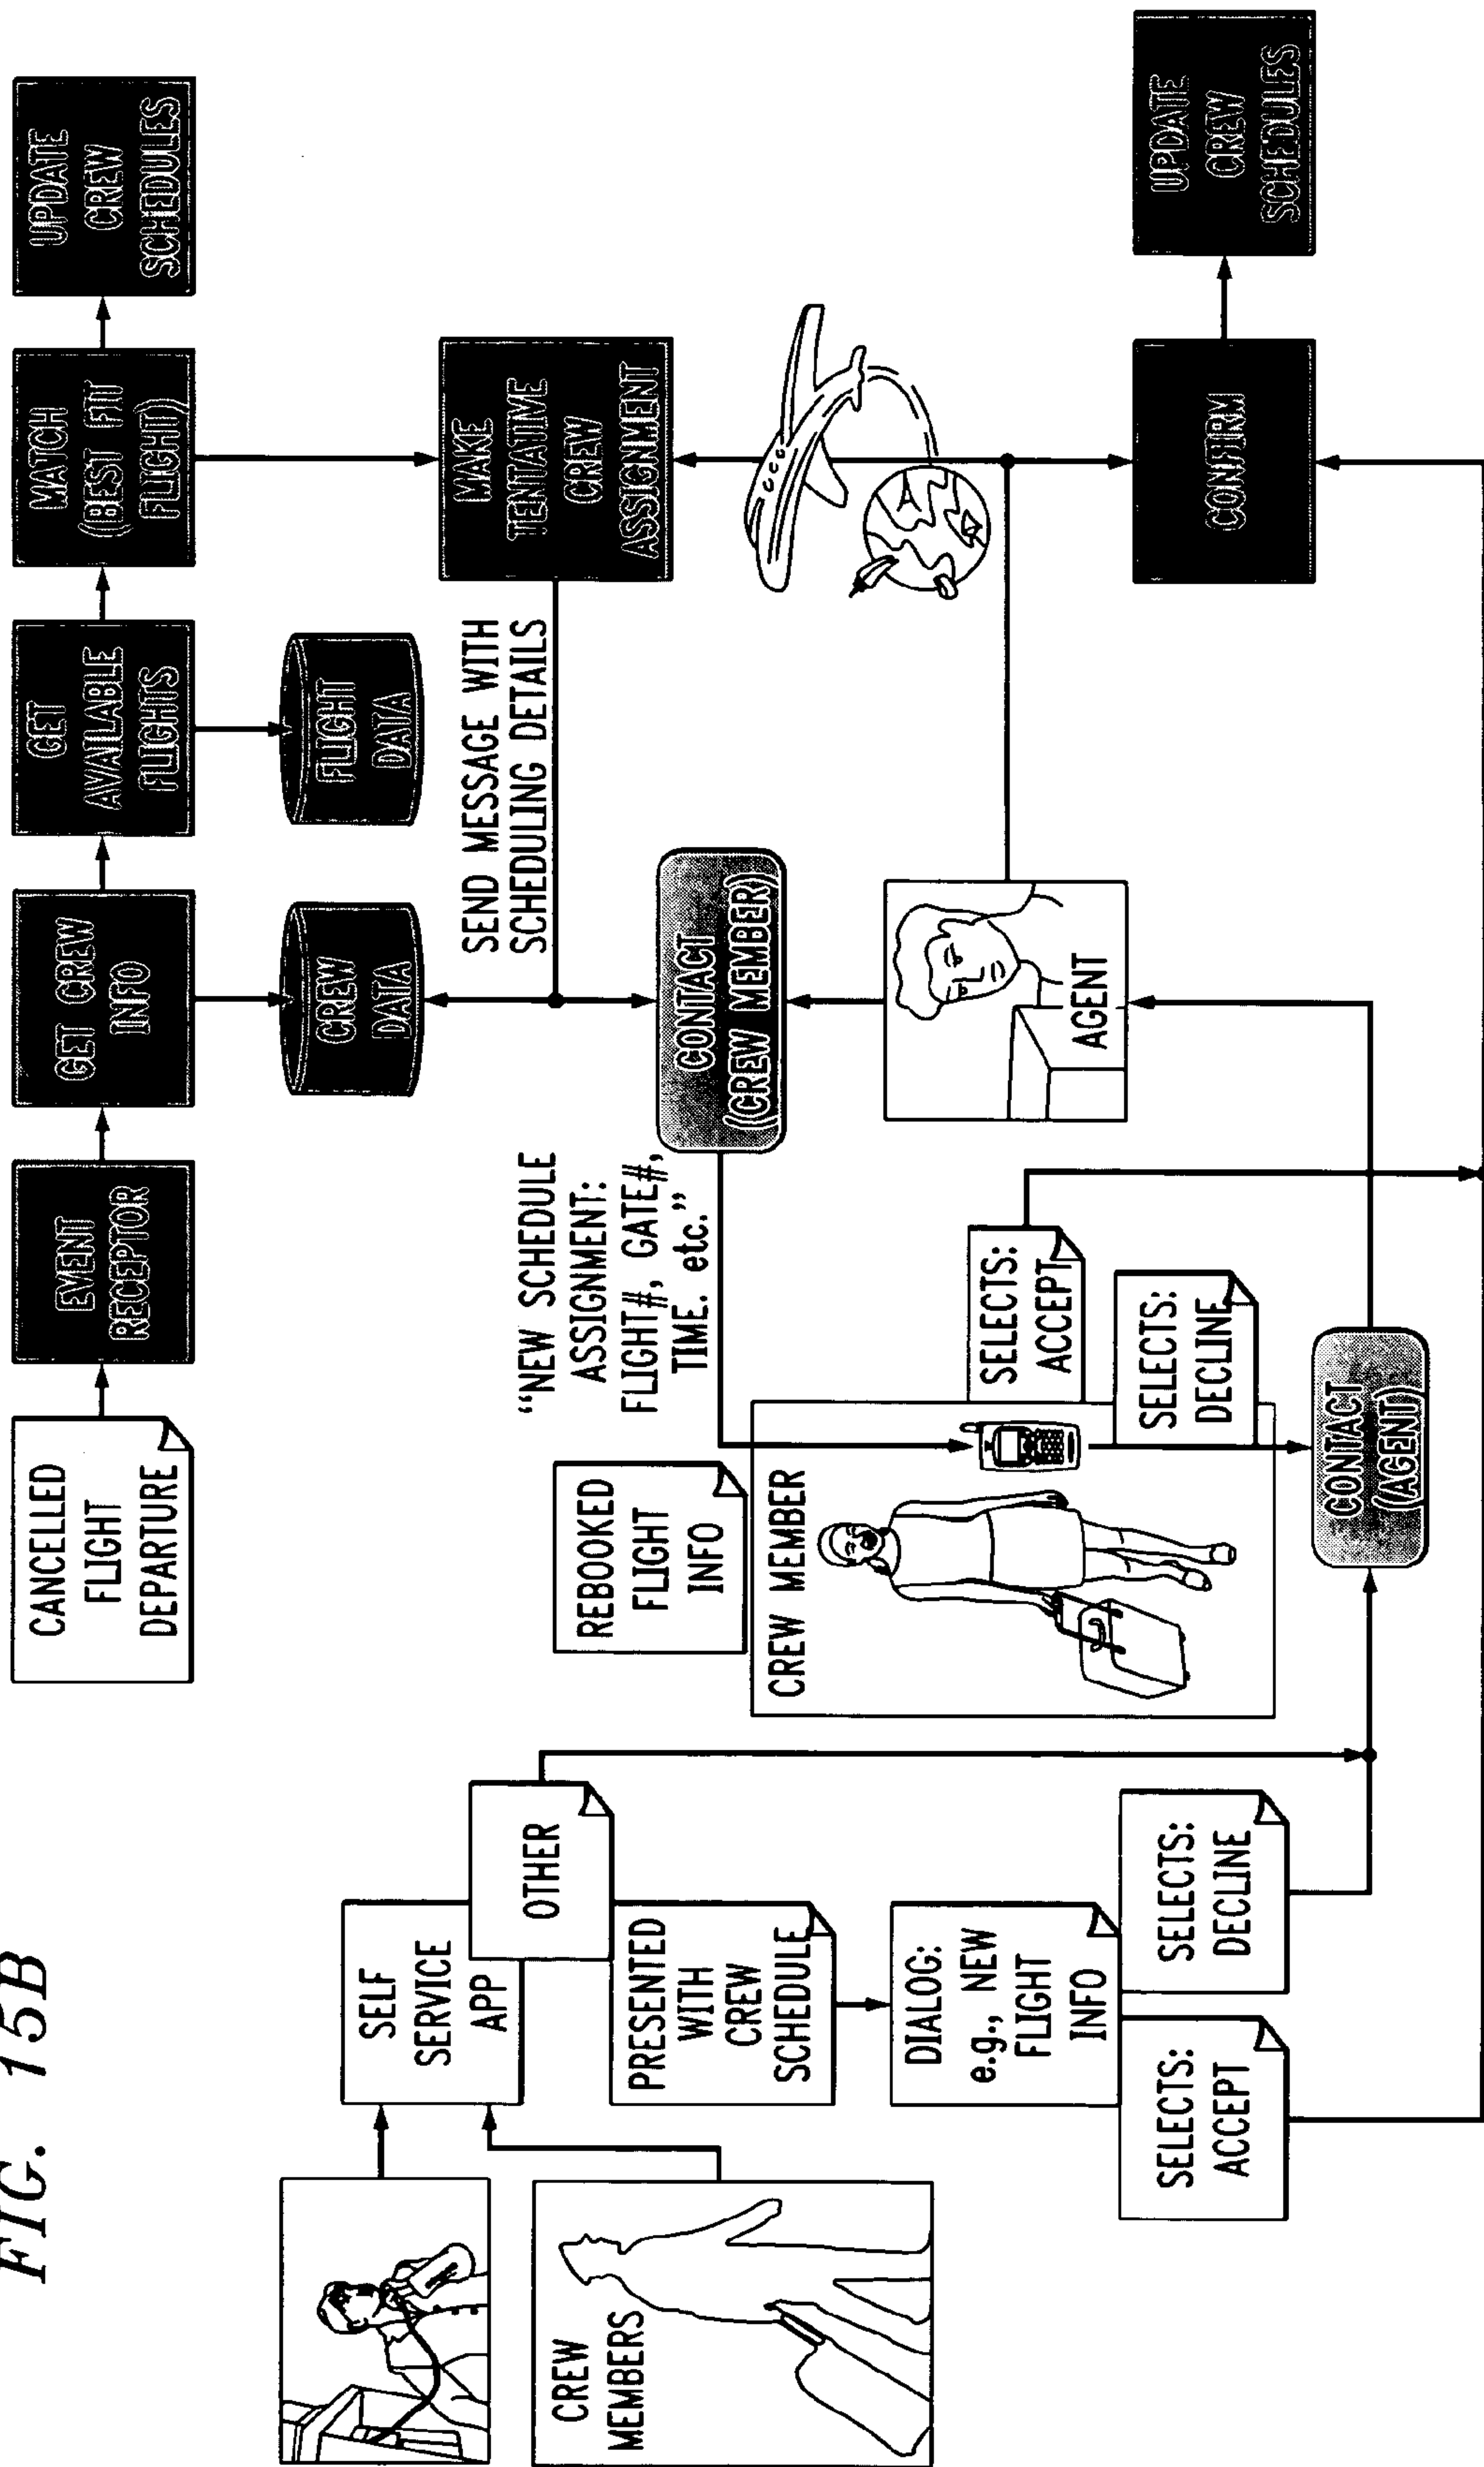 FIG. 15B
CANCELLED
FLIGHT
DEPARTURE
EVENT
RECEPTOR
GET CREW
INFO
GET
AVAILABLE
FLIGHTS
MATCH
(BEST FIT
FLIGHT)
UPDATE
CREW
SCHEDULES
CREW
DATA
FLIGHT
DATA
SEND MESSAGE WITH
SCHEDULING DETAILS
MAKE
TENTATIVE
CREW
ASSIGNMENT
SELF
SERVICE
APP
OTHER
REBOOKED
FLIGHT
INFO
"NEW SCHEDULE
ASSIGNMENT:
FLIGHT#, GATE#,
TIME. etc."
CONTACT
(CREW MEMBER)
CREW
MEMBERS
PRESENTED
WITH
CREW
SCHEDULE
CREW MEMBER
DIALOG:
e.g., NEW
FLIGHT
INFO
SELECTS:
ACCEPT
AGENT
SELECTS:
ACCEPT
SELECTS:
DECLINE
SELECTS:
DECLINE
CONTACT
(AGENT)
CONFIRM
UPDATE
CREW
SCHEDULES